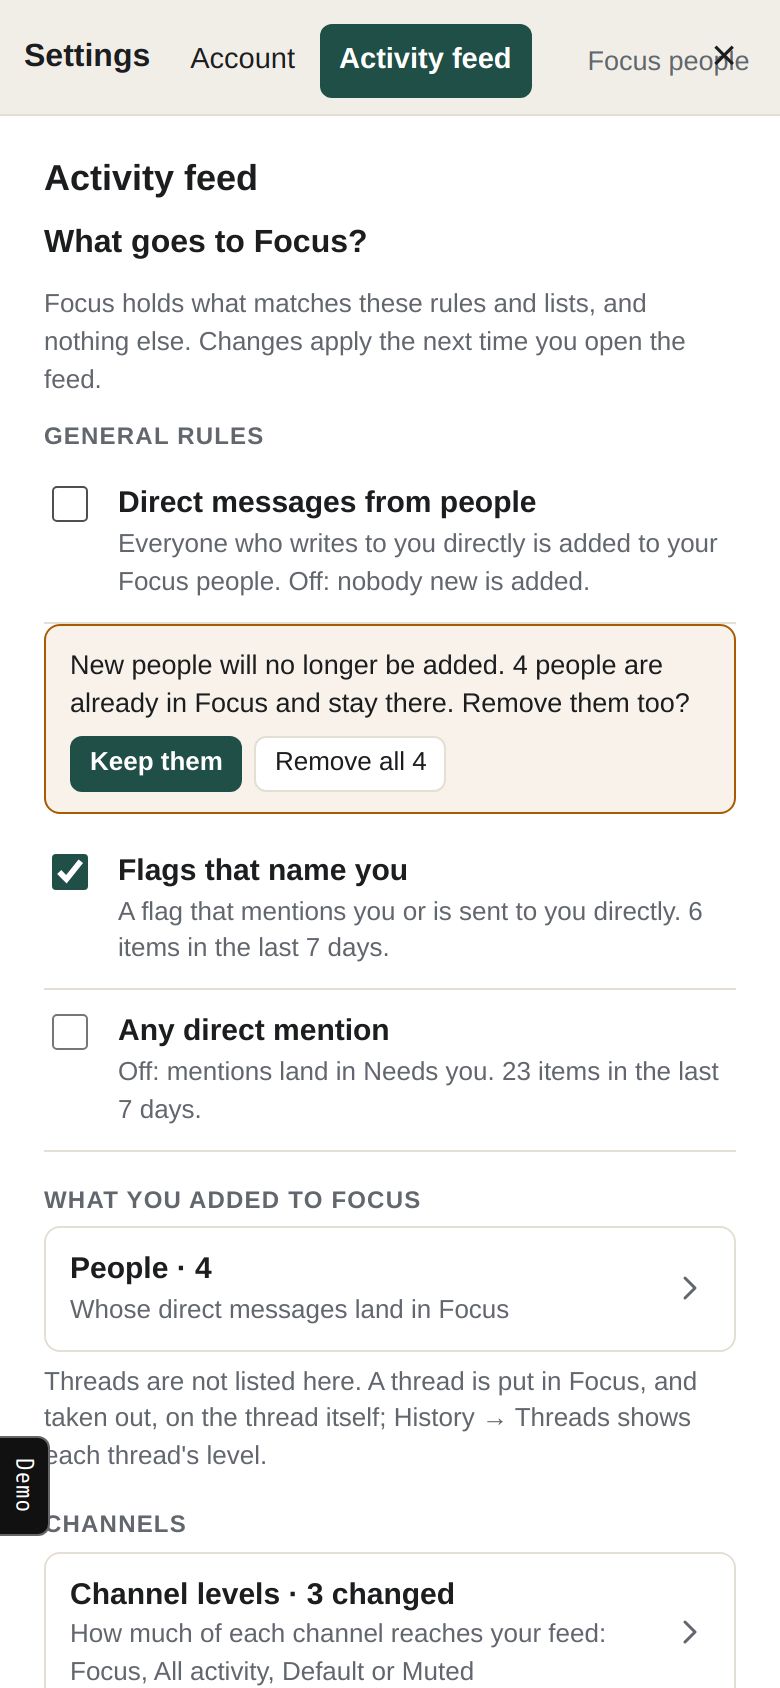 Settings
Account
Activity feed
Focus people
Activity feed
What goes to Focus?
Focus holds what matches these rules and lists, and
nothing else. Changes apply the next time you open the
feed.
GENERAL RULES
Direct messages from people
Everyone who writes to you directly is added to your
Focus people. Off: nobody new is added.
New people will no longer be added. 4 people are
already in Focus and stay there. Remove them too?
Keep them
Remove all 4
Flags that name you
A flag that mentions you or is sent to you directly. 6
items in the last 7 days.
Any direct mention
Off: mentions land in Needs you. 23 items in the last
7 days.
WHAT YOU ADDED TO FOCUS
People · 4
Whose direct messages land in Focus
Threads are not listed here. A thread is put in Focus, and
taken out, on the thread itself; History → Threads shows
each thread's level.
Demo
CHANNELS
Channel levels · 3 changed
How much of each channel reaches your feed:
Focus, All activity, Default or Muted